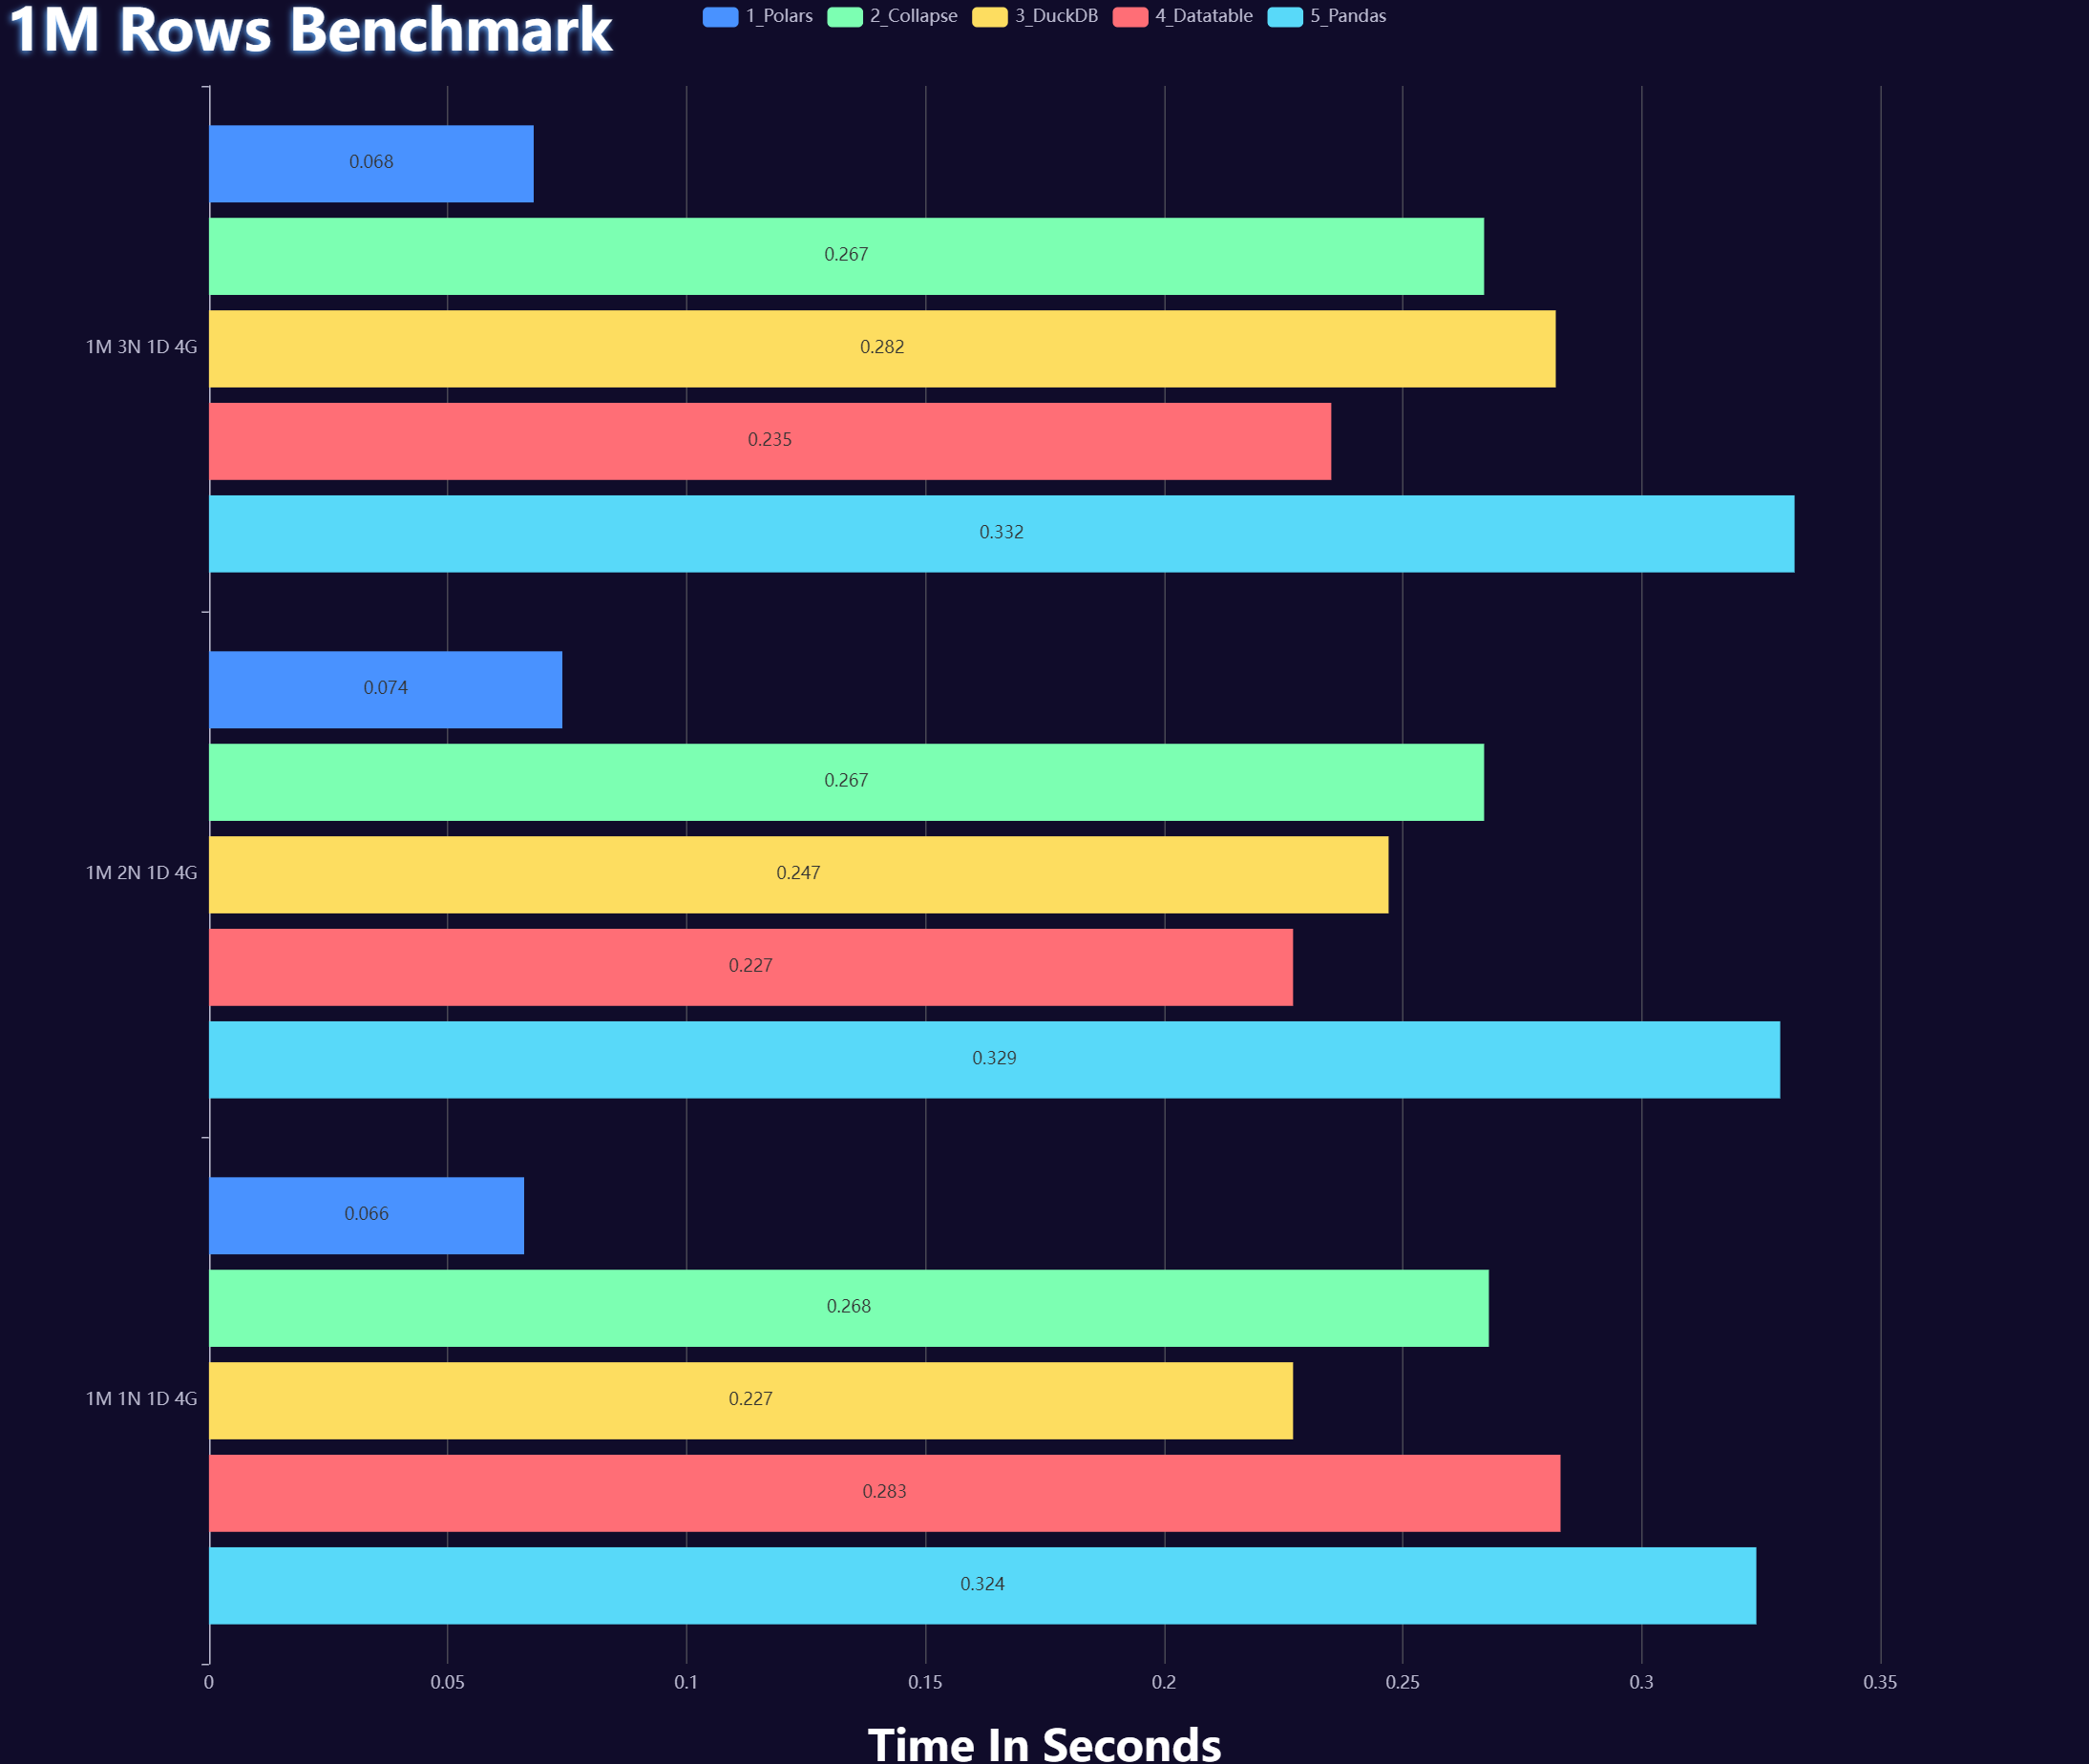 1M Rows Benchmark
1_Polars 2_Collapse 3_DuckDB 4_Datatable 5_Pandas
0.068
0.267
1M 3N 1D 4G 0.282
0.235
0.332
0.074
0.267
1M 2N 1D 4G 0.247
0.227
0.329
0.066
0.268
1M 1N 1D 4G 0.227
0.283
0.324
0 0.05 0.1 0.15 0.2 0.25 0.3 0.35
Time In Seconds